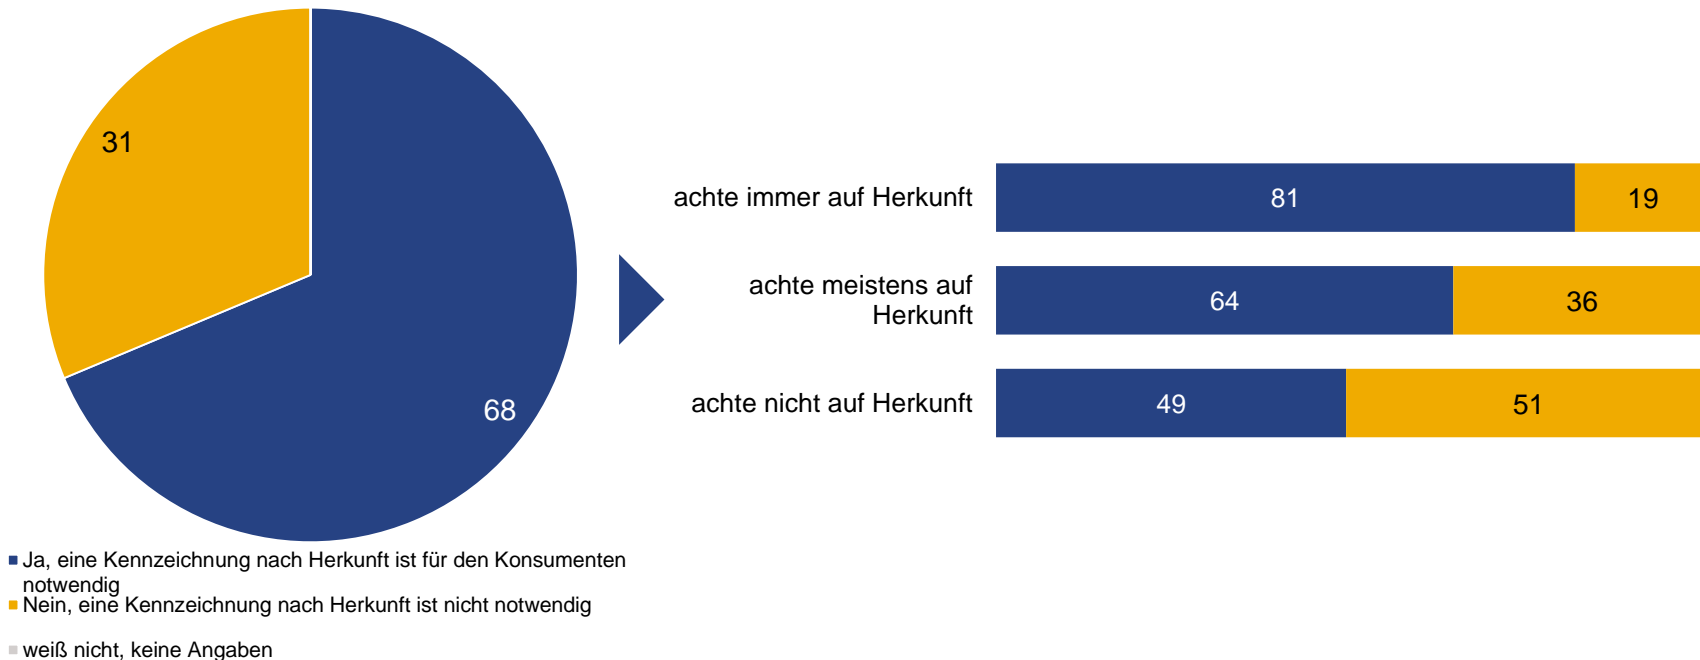 31
68
achte immer auf Herkunft
81
19
achte meistens auf
Herkunft
64
36
achte nicht auf Herkunft
49
51
Ja, eine Kennzeichnung nach Herkunft ist für den Konsumenten
notwendig
Nein, eine Kennzeichnung nach Herkunft ist nicht notwendig
weiß nicht, keine Angaben